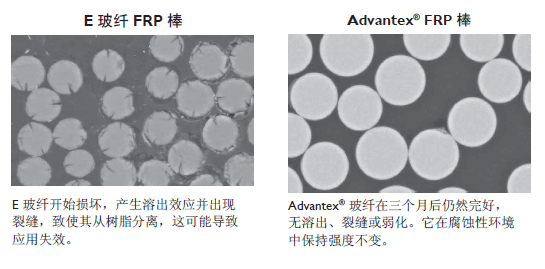 E 玻纤 FRP 棒
Advantex® FRP 棒
E 玻纤开始损坏，产生溶出效应并出现
裂缝，致使其从树脂分离，这可能导致
应用失效。
Advantex® 玻纤在三个月后仍然完好，
无溶出、裂缝或弱化。它在腐蚀性环境
中保持强度不变。